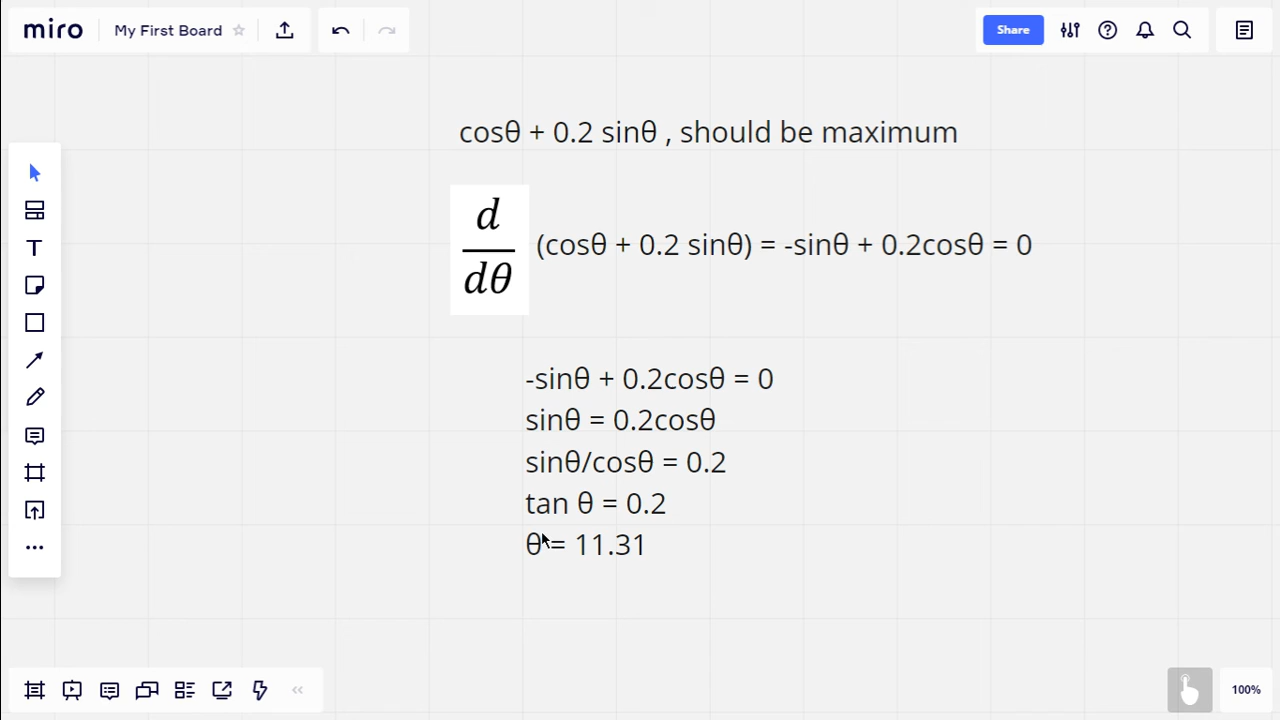 miro My First Board Share
cosθ + 0.2 sinθ , should be maximum
d
dθ
(cosθ + 0.2 sinθ) = -sinθ + 0.2cosθ = 0
-sinθ + 0.2cosθ = 0
sinθ = 0.2cosθ
sinθ/cosθ = 0.2
tan θ = 0.2
θ = 11.31
100%